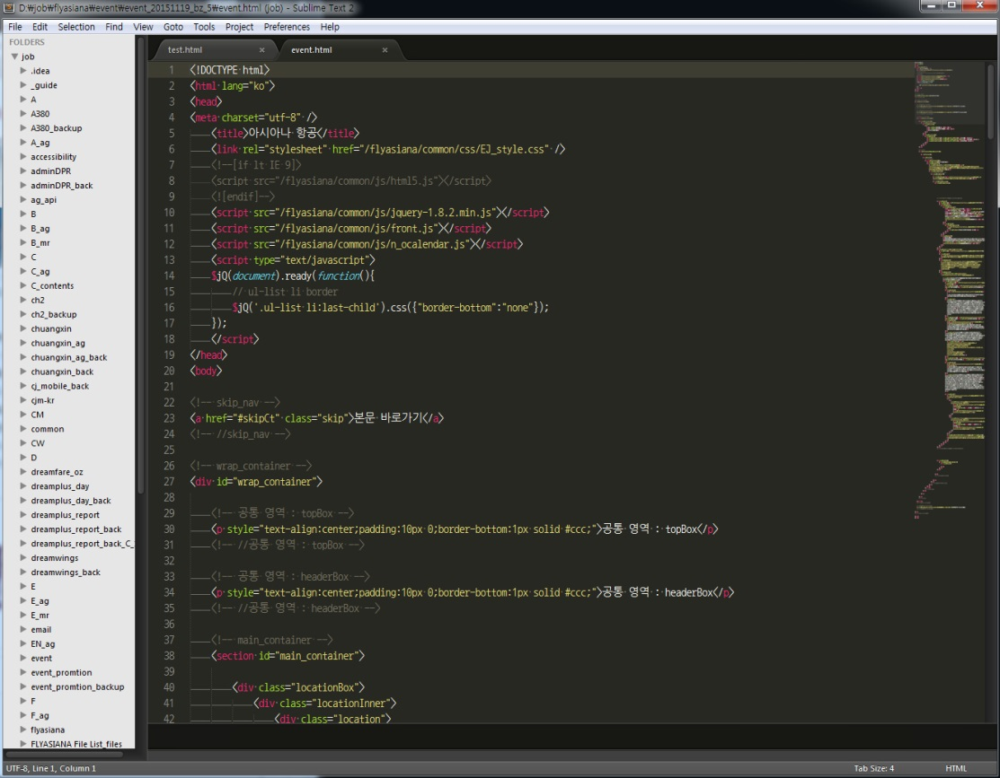 D:₩job₩flyasiana₩event₩event_20151119_bz_5₩event.html (job) - Sublime Text 2
File Edit Selection Find View Goto Tools Project Preferences Help
FOLDERS
job
.idea
_guide
A
A380
A380_backup
A_ag
accessibility
adminDPR
adminDPR_back
ag_api
B
B_ag
B_mr
C
C_ag
C_contents
ch2
ch2_backup
chuangxin
chuangxin_ag
chuangxin_ag_back
chuangxin_back
cj_mobile_back
cjm-kr
CM
common
CW
D
dreamfare_oz
dreamplus_day
dreamplus_day_back
dreamplus_report
dreamplus_report_back
dreamplus_report_back_C_
dreamwings
dreamwings_back
E
E_ag
E_mr
email
EN_ag
event
event_promtion
event_promtion_backup
F
F_ag
flyasiana
FLYASIANA File List_files
test.html event.html
1 <!DOCTYPE html>
2 <html lang="ko">
3 <head>
4 <meta charset="utf-8" />
5 <title>아시아나 항공</title>
6 <link rel="stylesheet" href="/flyasiana/common/css/EJ_style.css" />
7 <!--[if lt IE 9]>
8 <script src="/flyasiana/common/js/html5.js"></script>
9 <![endif]-->
10 <script src="/flyasiana/common/js/jquery-1.8.2.min.js"></script>
11 <script src="/flyasiana/common/js/front.js"></script>
12 <script src="/flyasiana/common/js/n_ocalendar.js"></script>
13 <script type="text/javascript">
14 $jQ(document).ready(function(){
15 // ul-list li border
16 $jQ('.ul-list li:last-child').css({"border-bottom":"none"});
17 });
18 </script>
19 </head>
20 <body>
21
22 <!-- skip_nav -->
23 <a href="#skipCt" class="skip">본문 바로가기</a>
24 <!-- //skip_nav -->
25
26 <!-- wrap_container -->
27 <div id="wrap_container">
28
29 <!-- 공통 영역 : topBox -->
30 <p style="text-align:center;padding:10px 0;border-bottom:1px solid #ccc;">공통 영역 : topBox</p>
31 <!-- //공통 영역 : topBox -->
32
33 <!-- 공통 영역 : headerBox -->
34 <p style="text-align:center;padding:10px 0;border-bottom:1px solid #ccc;">공통 영역 : headerBox</p>
35 <!-- //공통 영역 : headerBox -->
36
37 <!-- main_container -->
38 <section id="main_container">
39
40 <div class="locationBox">
41 <div class="locationInner">
42 <div class="location">
UTF-8, Line 1, Column 1 Tab Size: 4 HTML